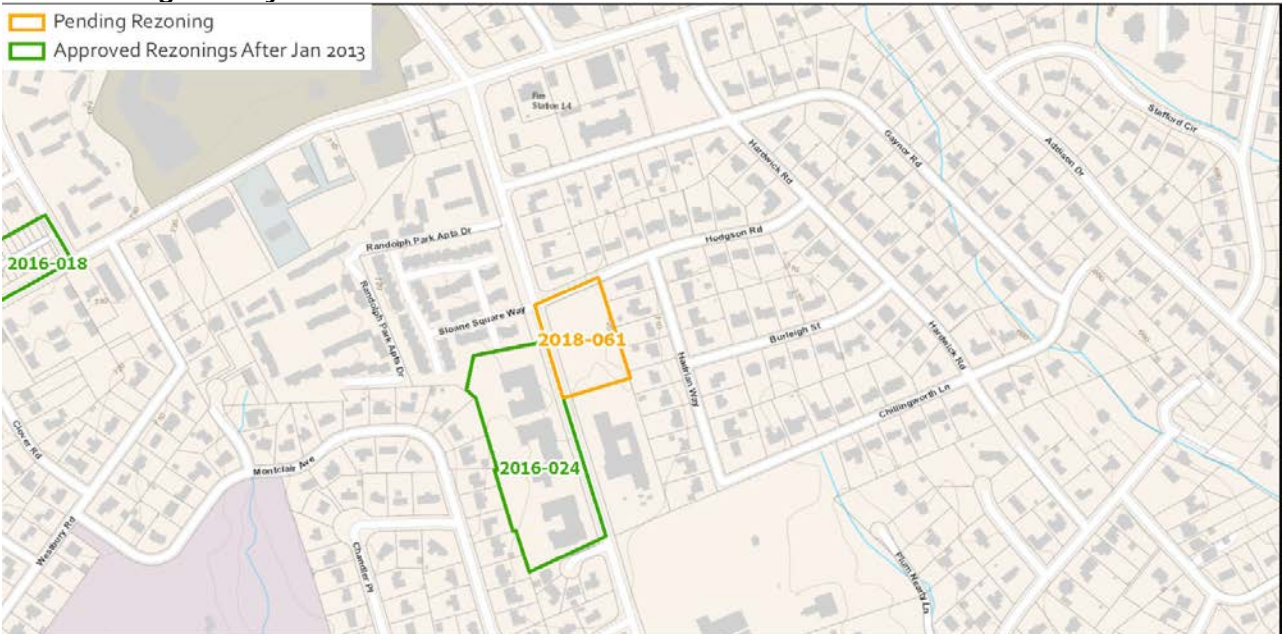 Pending Rezoning
Approved Rezonings After Jan 2013
Fire
Station 14
Stafford Cir
Gaynor Rd
Addison Dr
Hardwick Rd
Randolph Park Apts Dr
Hodgson Rd
2016-018
Randolph Park Apts Dr
Sloane Square Way
2018-061
Burleigh St
Hardwick Rd
Hadrian Way
Chillingworth Ln
Clover Rd
Montclair Ave
2016-024
Westbury Rd
Chandler Pl
Plum Nearly Ln